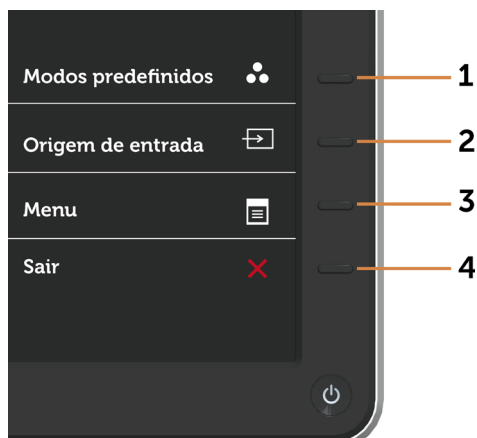 Modos predefinidos 1
Origem de entrada 2
Menu 3
Sair 4